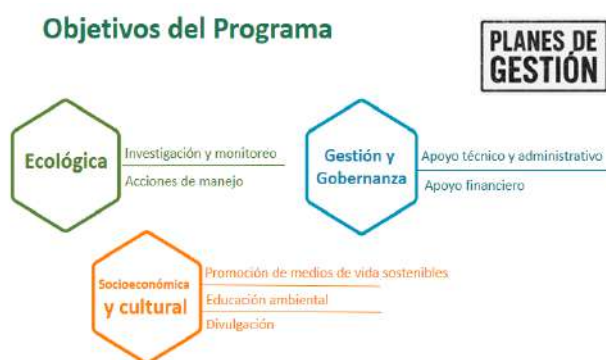 Objetivos del Programa
PLANES DE
GESTIÓN
Ecológica
Investigación y monitoreo
Acciones de manejo
Gestión y
Gobernanza
Apoyo técnico y administrativo
Apoyo financiero
Socioeconómica
y cultural
Promoción de medios de vida sostenibles
Educación ambiental
Divulgación